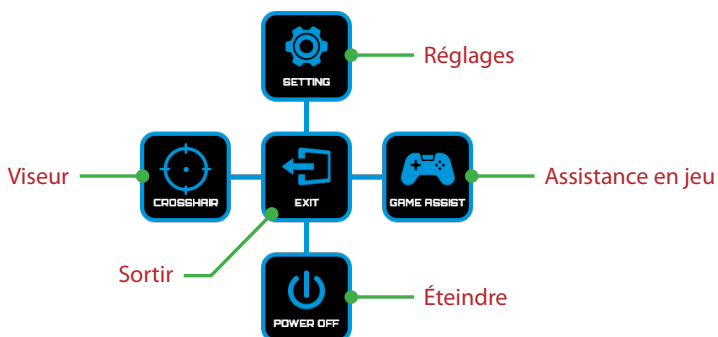 SETTING
Réglages
Viseur
CROSSHAIR
EXIT
GAME ASSIST
Assistance en jeu
Sortir
POWER OFF
Éteindre